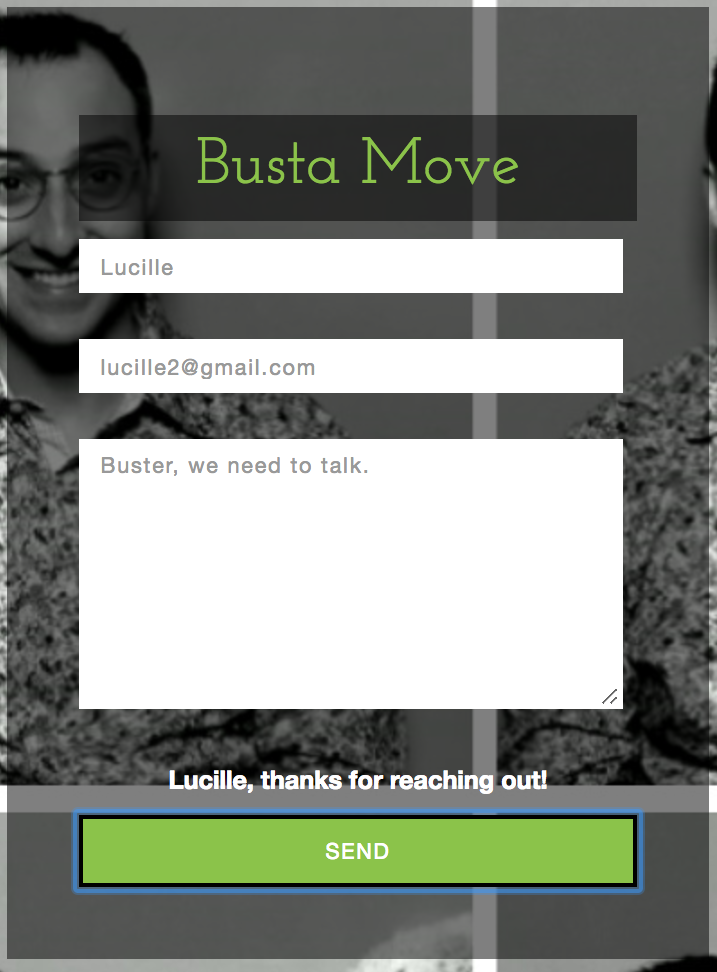 Busta Move
Lucille
lucille2@gmail.com
Buster, we need to talk.
Lucille, thanks for reaching out!
SEND